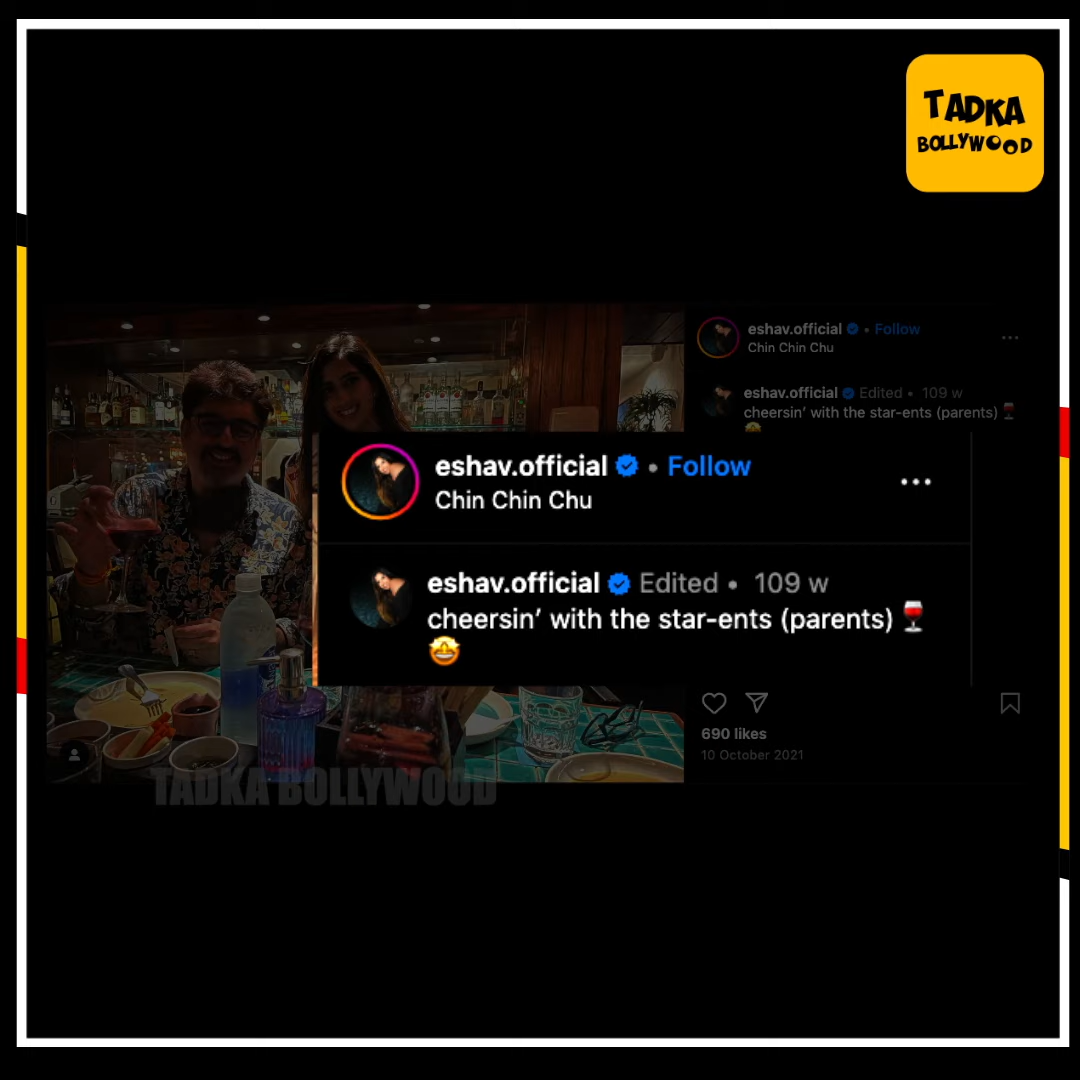 TADKA
BOLLYWOOD
eshav.official • Follow
Chin Chin Chu
eshav.official Edited • 109 w
cheersin’ with the star-ents (parents) 🍷
🤩
eshav.official • Follow
Chin Chin Chu
eshav.official Edited • 109 w
cheersin’ with the star-ents (parents) 🍷
🤩
690 likes
10 October 2021
TADKA BOLLYWOOD